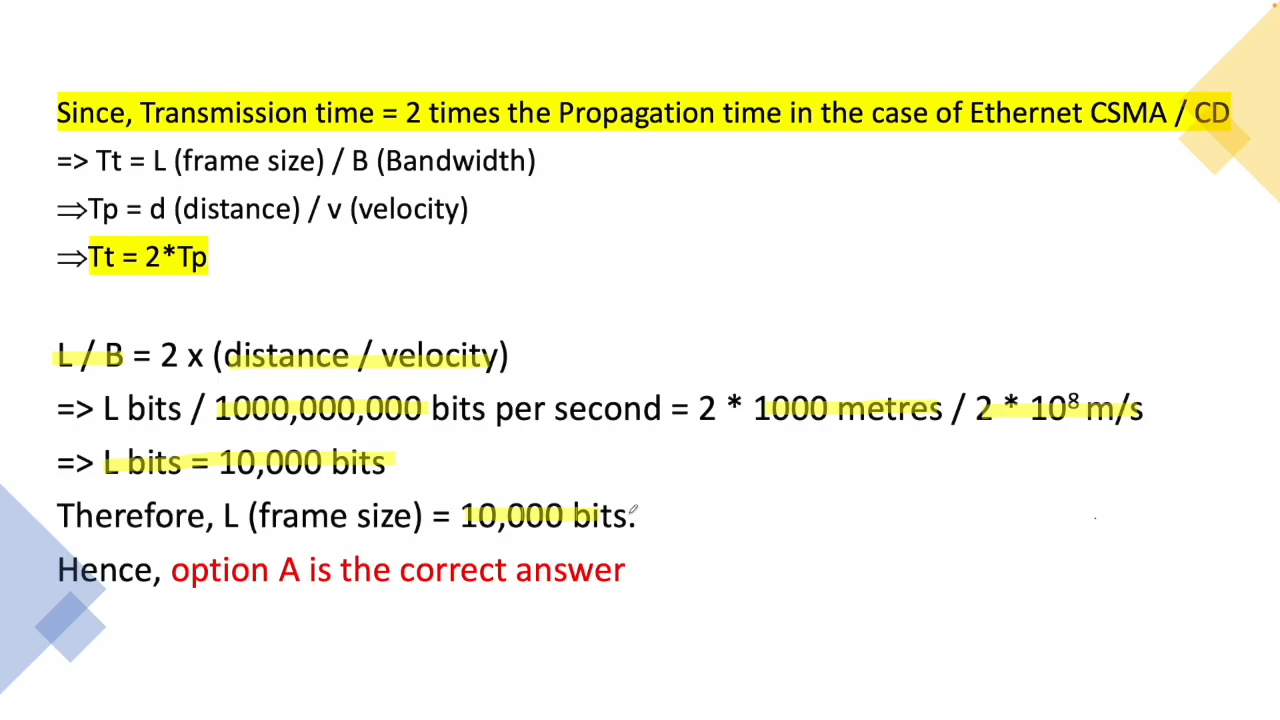 Since, Transmission time = 2 times the Propagation time in the case of Ethernet CSMA / CD
=> Tt = L (frame size) / B (Bandwidth)
⇒Tp = d (distance) / v (velocity)
⇒Tt = 2*Tp
L / B = 2 x (distance / velocity)
=> L bits / 1000,000,000 bits per second = 2 * 1000 metres / 2 * 10⁸ m/s
=> L bits = 10,000 bits
Therefore, L (frame size) = 10,000 bits.
Hence, option A is the correct answer